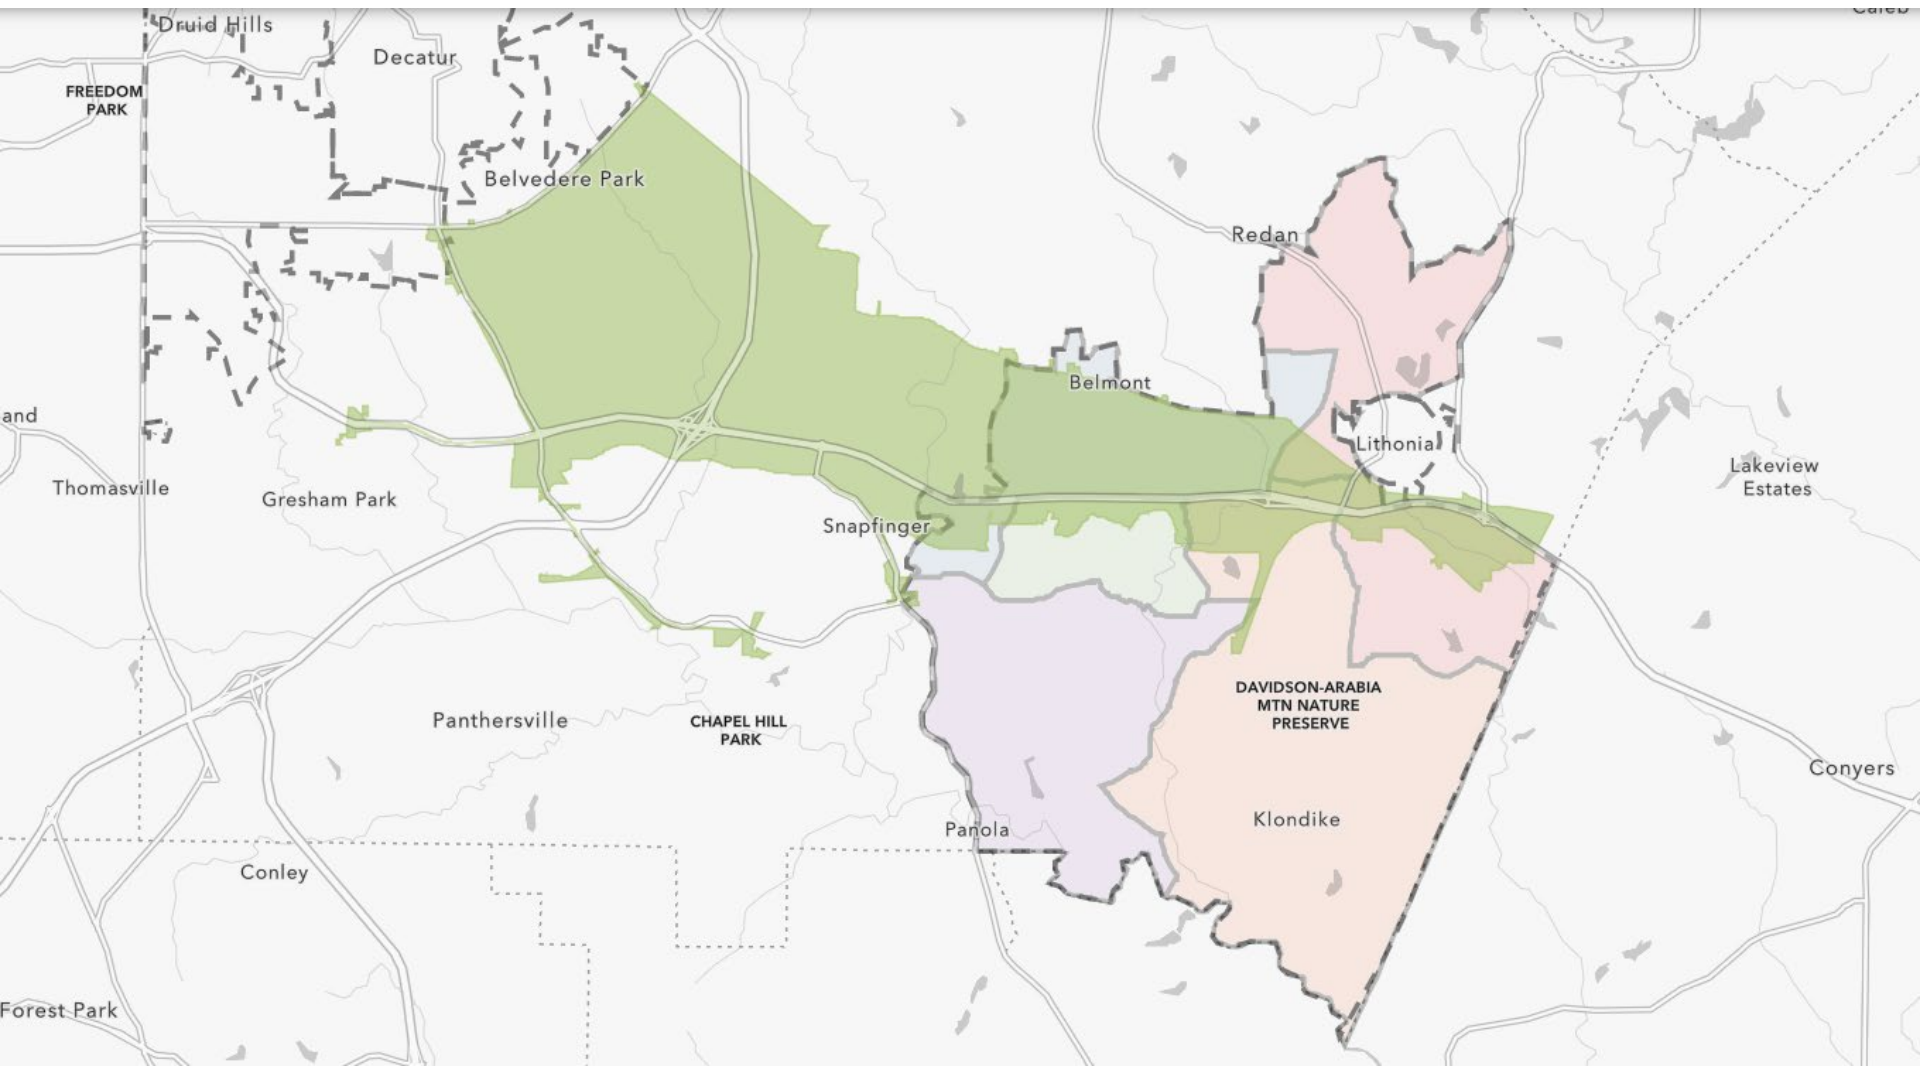 Druid Hills
Decatur
FREEDOM
PARK
Belvedere Park
Redan
Belmont
and
Lithonia
Thomasville
Gresham Park
Lakeview
Estates
Snapfinger
DAVIDSON-ARABIA
MTN NATURE
PRESERVE
Panthersville
CHAPEL HILL
PARK
Conyers
Klondike
Panola
Conley
Forest Park